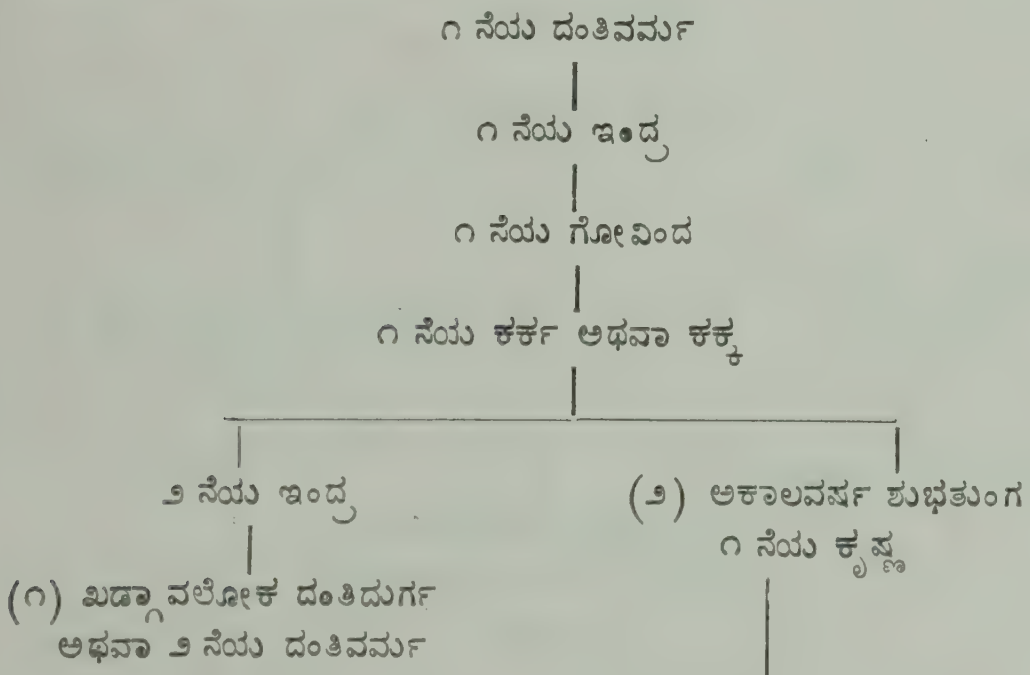 ೧ ನೆಯ ದಂತಿವರ್ಮ
೧ ನೆಯ ಇಂದ್ರ
೧ ನೆಯ ಗೋವಿಂದ
೧ ನೆಯ ಕರ್ಕ ಅಥವಾ ಕಕ್ಕ
೨ ನೆಯ ಇಂದ್ರ
(೨) ಅಕಾಲವರ್ಷ ಶುಭತುಂಗ
೧ ನೆಯ ಕೃಷ್ಣ
(೧) ಖಡ್ಗಾವಲೋಕ ದಂತಿದುರ್ಗ
ಅಥವಾ ೨ ನೆಯ ದಂತಿವರ್ಮ